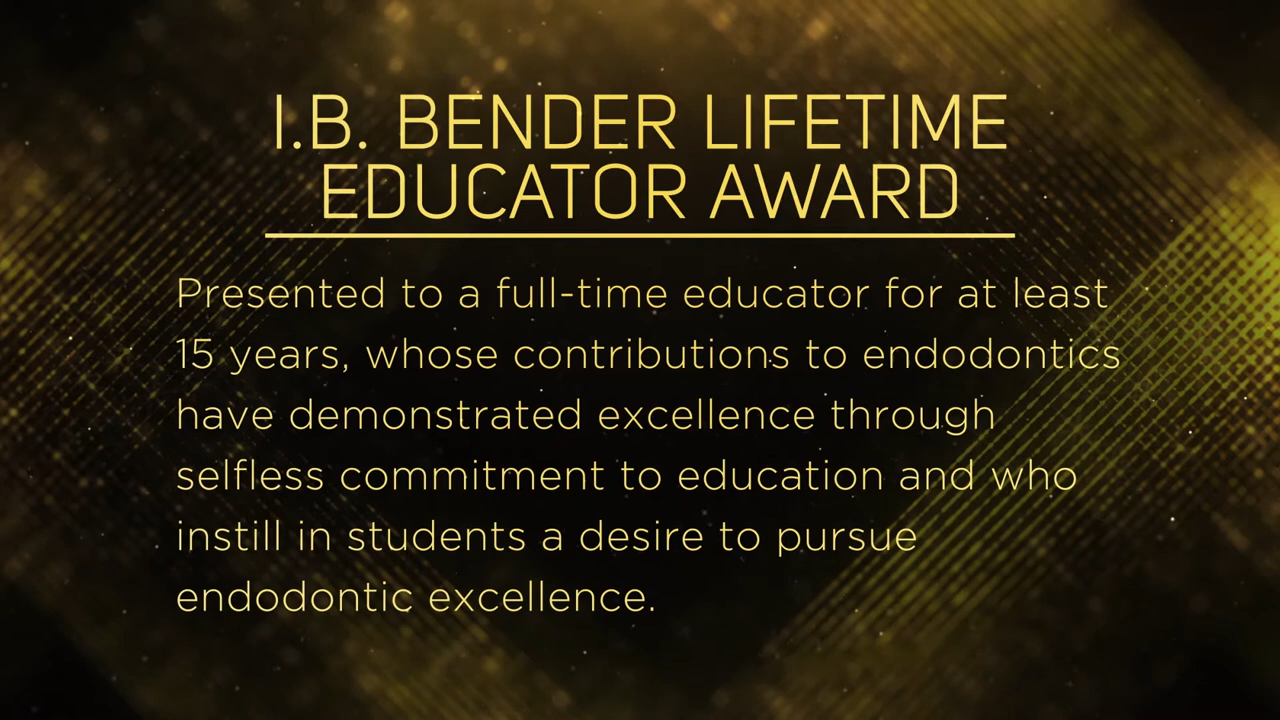 I.B. BENDER LIFETIME
EDUCATOR AWARD
Presented to a full-time educator for at least
15 years, whose contributions to endodontics
have demonstrated excellence through
selfless commitment to education and who
instill in students a desire to pursue
endodontic excellence.